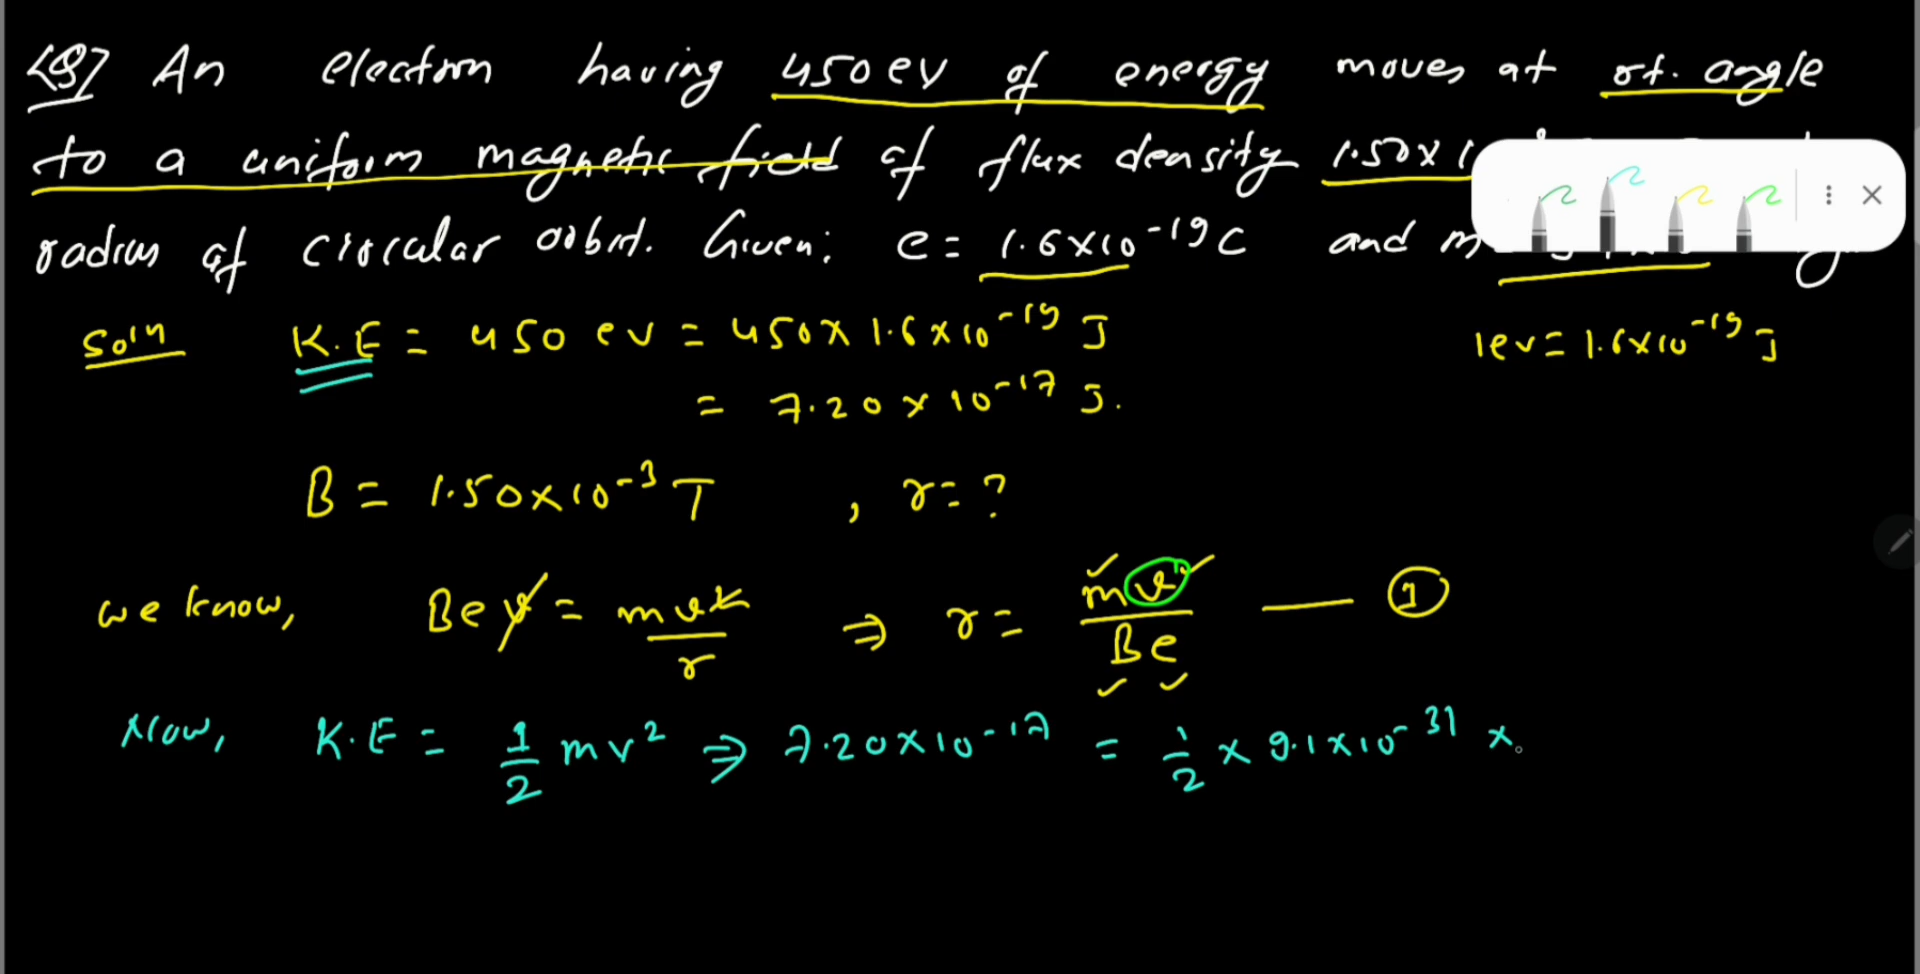 [Q] An electron having 450 eV of energy moves at rt. angle
to a uniform magnetic field of flux density 1.50×1
radius of circular orbit. Given: e = 1.6×10⁻¹⁹C and m
Soln K.E = 450 eV = 450 × 1.6 × 10⁻¹⁹ J 1ev = 1.6×10⁻¹⁹ J
= 7.20 × 10⁻¹⁷ J.
B = 1.50×10⁻³ T , r = ?
we know, Bev = mv²/r ⇒ r = mv/Be — ①
Now, K.E = 1/2 mv² ⇒ 7.20×10⁻¹⁷ = 1/2 × 9.1×10⁻³¹ ×